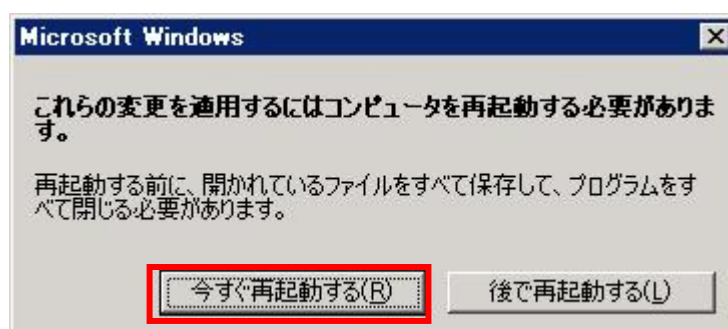 Microsoft Windows
これらの変更を適用するにはコンピュータを再起動する必要がありま
す。
再起動する前に、開かれているファイルをすべて保存して、プログラムをす
べて閉じる必要があります。
今すぐ再起動する(R) 後で再起動する(L)